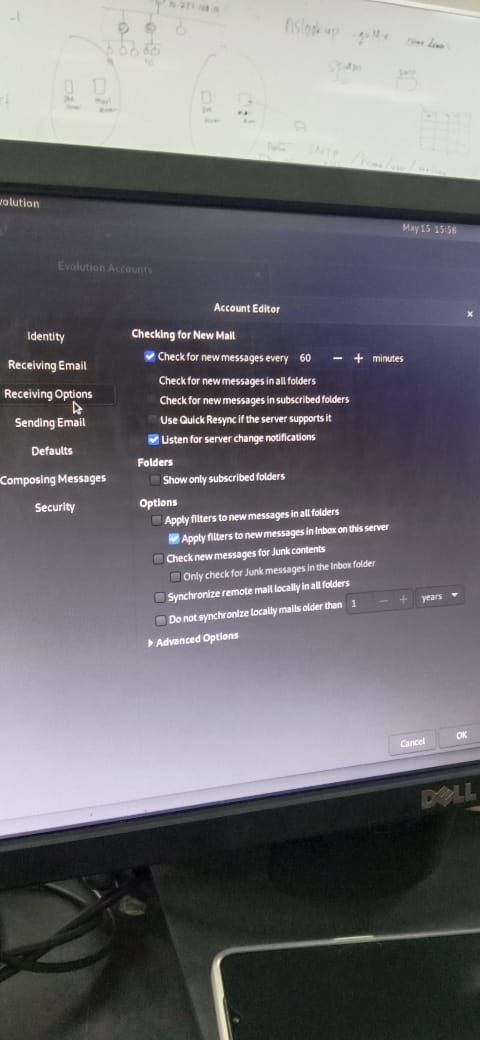 nslookup
spam
SMTP
May 15 15:56
Evolution Accounts
Account Editor
Identity
Receiving Email
Receiving Options
Sending Email
Defaults
Composing Messages
Security
Checking for New Mail
Check for new messages every 60 − + minutes
Check for new messages in all folders
Check for new messages in subscribed folders
Use Quick Resync if the server supports it
Listen for server change notifications
Folders
Show only subscribed folders
Options
Apply filters to new messages in all folders
Apply filters to new messages in Inbox on this server
Check new messages for Junk contents
Only check for Junk messages in the Inbox folder
Synchronize remote mail locally in all folders
Do not synchronize locally mails older than 1 − + years
Advanced Options
Cancel OK
DELL